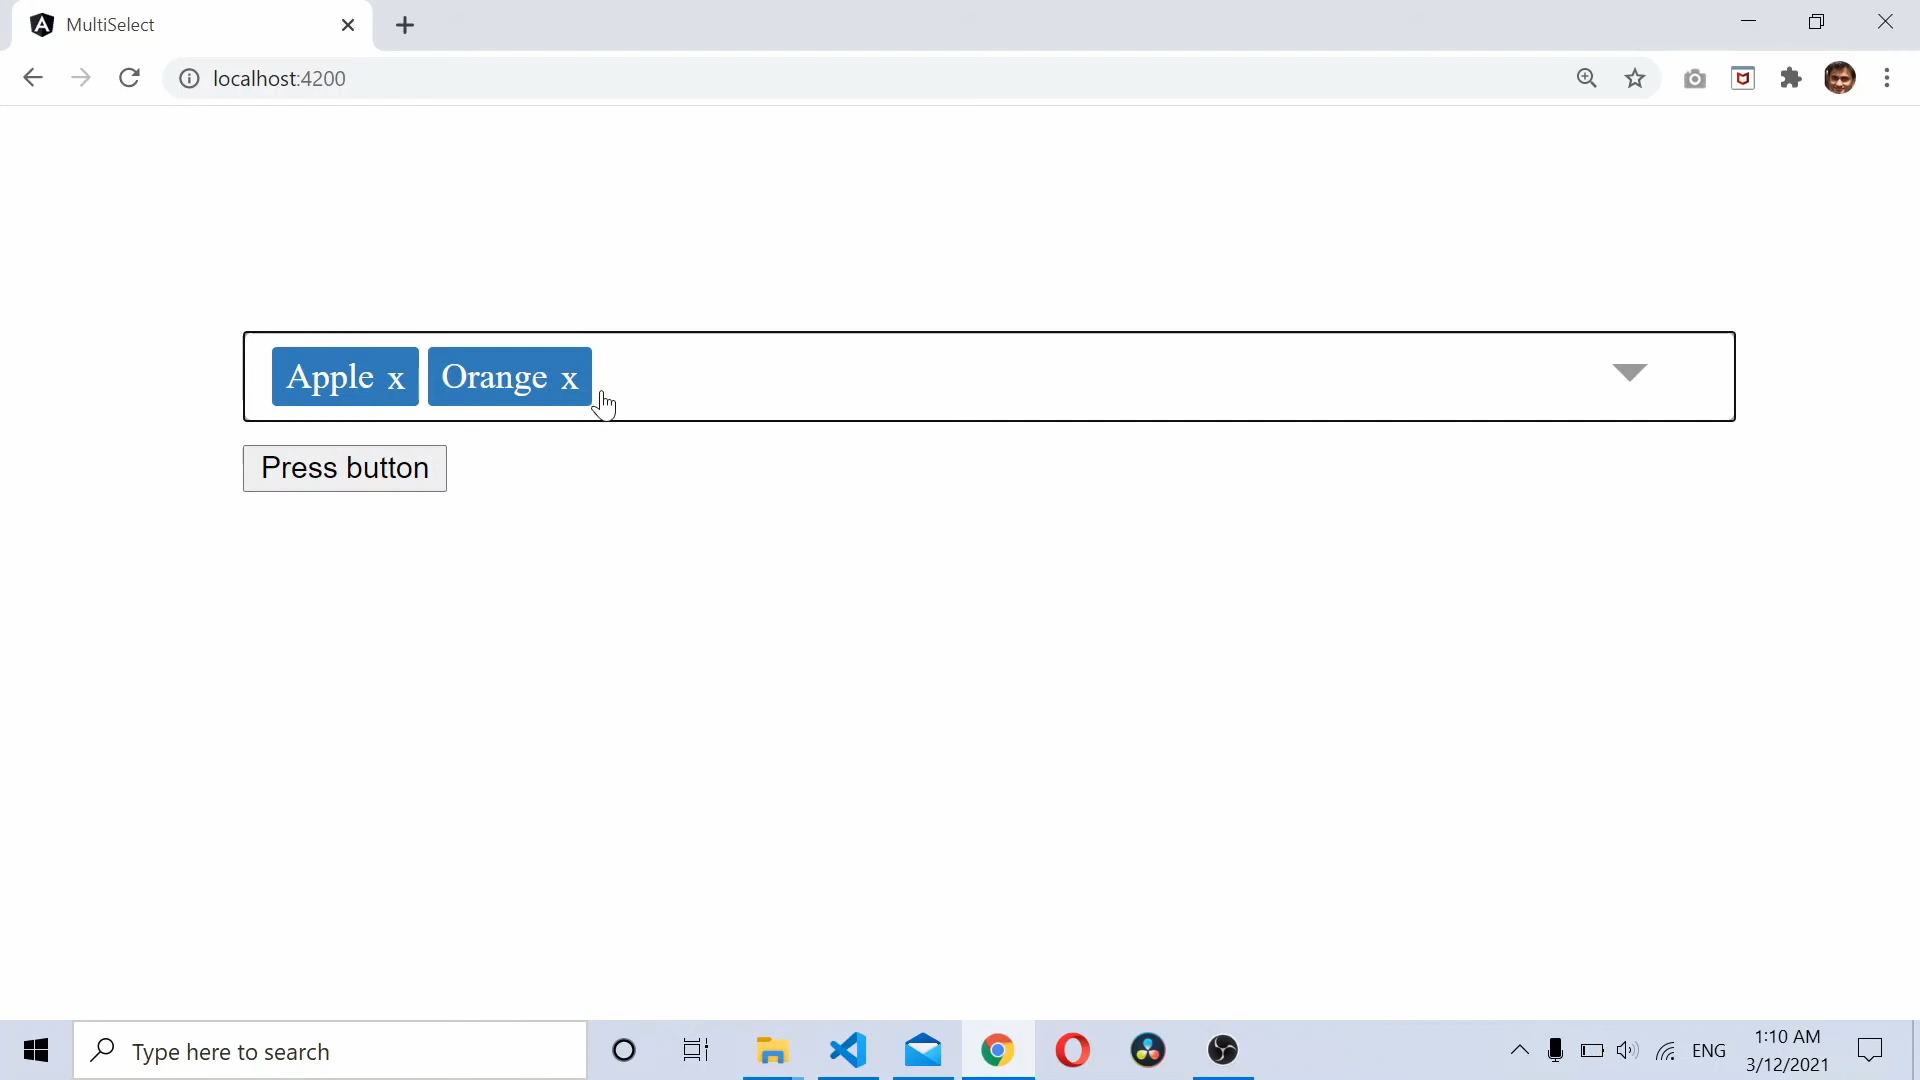 MultiSelect
localhost:4200
Apple x Orange x
Press button
Type here to search
ENG
1:10 AM
3/12/2021